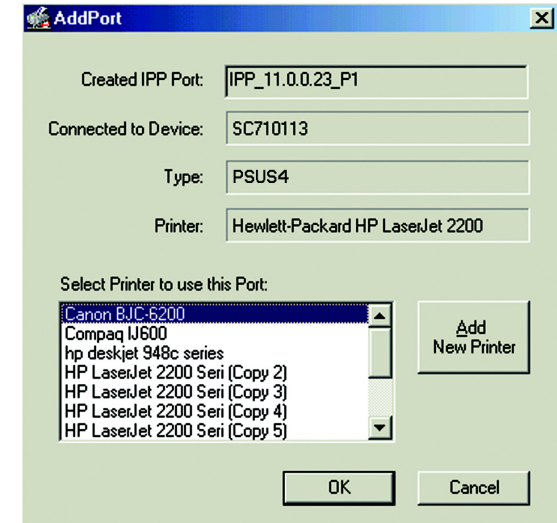 AddPort
Created IPP Port: IPP_11.0.0.23_P1
Connected to Device: SC710113
Type: PSUS4
Printer: Hewlett-Packard HP LaserJet 2200
Select Printer to use this Port:
Canon BJC-6200
Compaq IJ600
hp deskjet 948c series
HP LaserJet 2200 Seri (Copy 2)
HP LaserJet 2200 Seri (Copy 3)
HP LaserJet 2200 Seri (Copy 4)
HP LaserJet 2200 Seri (Copy 5)
Add
New Printer
OK Cancel